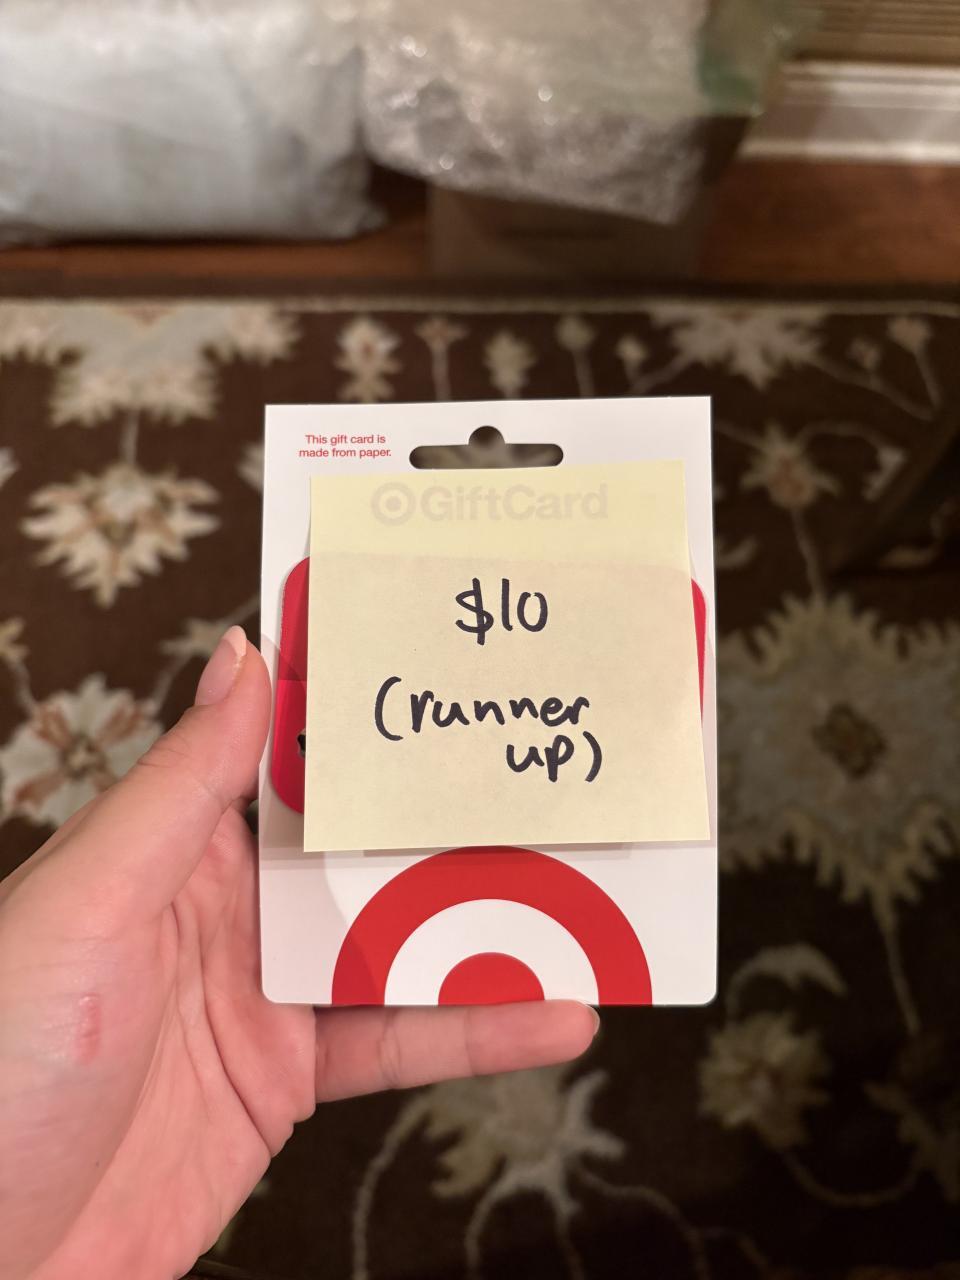 This gift card is
made from paper.
GiftCard
$10
(runner
up)